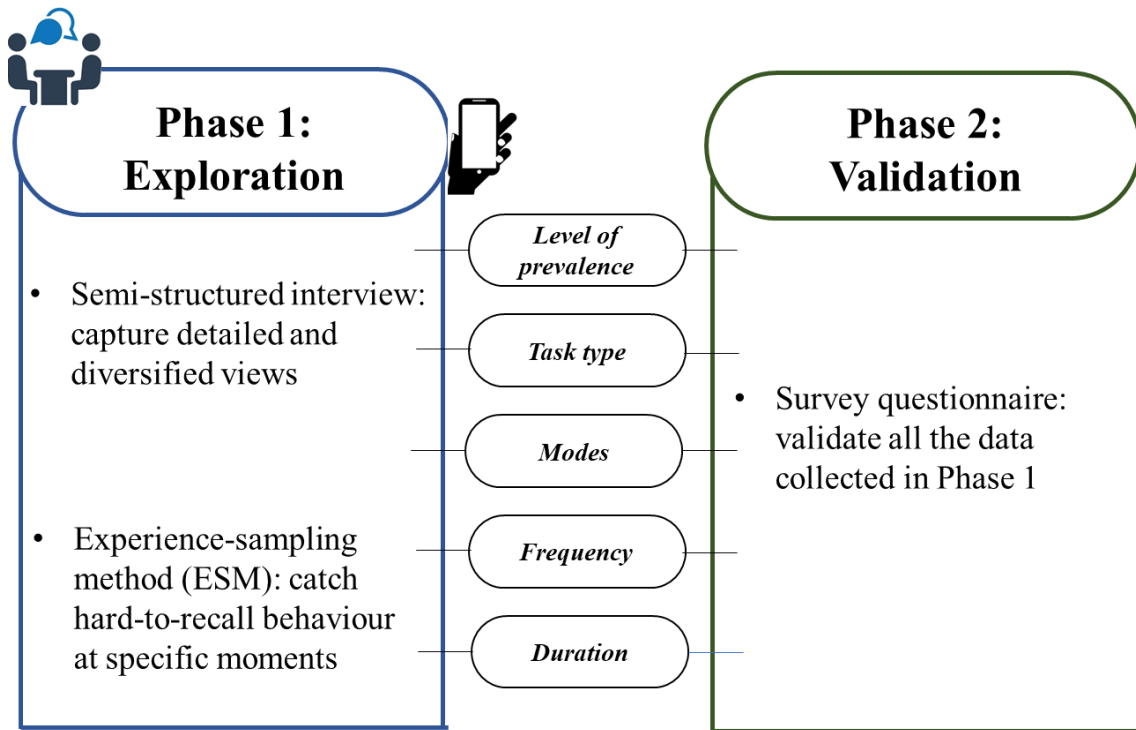 Phase 1:
Exploration
• Semi-structured interview:
capture detailed and
diversified views
• Experience-sampling
method (ESM): catch
hard-to-recall behaviour
at specific moments
Level of
prevalence
Task type
Modes
Frequency
Duration
Phase 2:
Validation
• Survey questionnaire:
validate all the data
collected in Phase 1